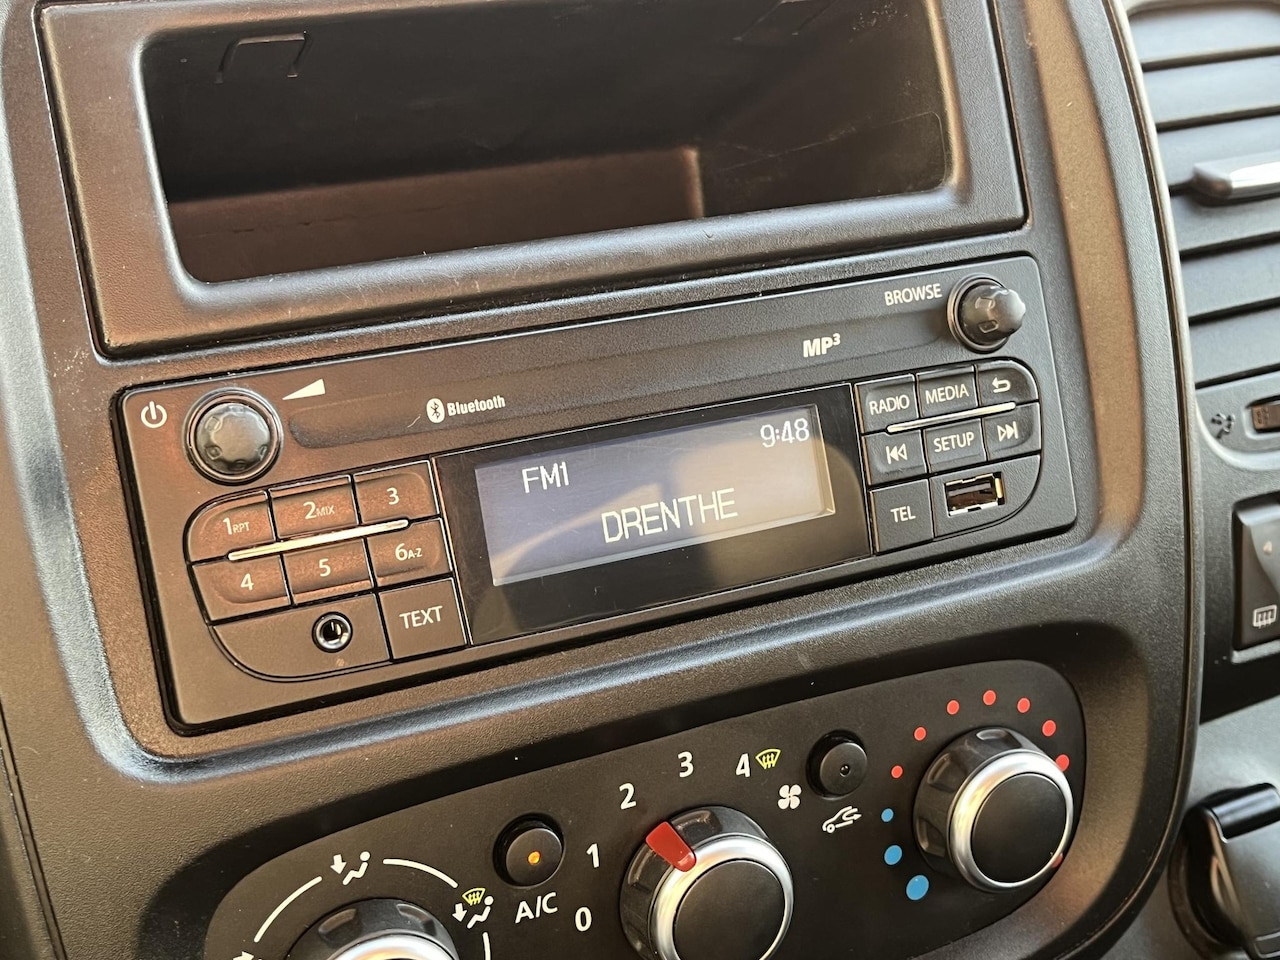 BROWSE
MP3
Bluetooth
RADIO MEDIA
9:48
FM1
SETUP
DRENTHE
TEL
1RPT 2MIX 3
4 5 6A-Z
TEXT
0 1 2 3 4
A/C